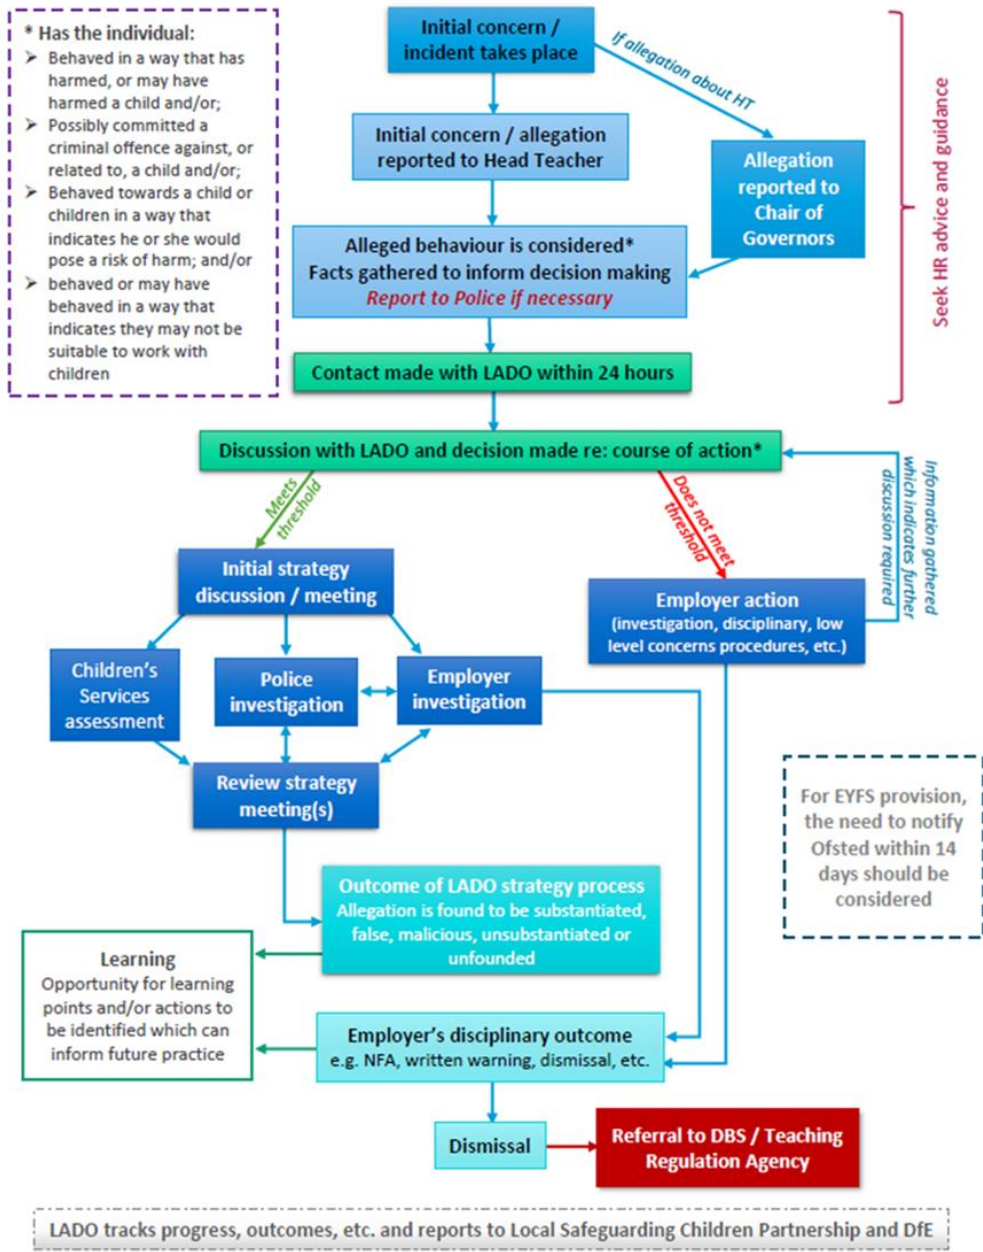 * Has the individual:
➤ Behaved in a way that has
harmed, or may have
harmed a child and/or;
➤ Possibly committed a
criminal offence against, or
related to, a child and/or;
➤ Behaved towards a child or
children in a way that
indicates he or she would
pose a risk of harm; and/or
➤ behaved or may have
behaved in a way that
indicates they may not be
suitable to work with
children
Initial concern /
incident takes place
If allegation about HT
Initial concern / allegation
reported to Head Teacher
Allegation
reported to
Chair of
Governors
Alleged behaviour is considered*
Facts gathered to inform decision making
Report to Police if necessary
Seek HR advice and guidance
Contact made with LADO within 24 hours
Discussion with LADO and decision made re: course of action*
Meets
threshold
Does not meet
threshold
Information gathered
which indicates further
discussion required
Initial strategy
discussion / meeting
Employer action
(investigation, disciplinary, low
level concerns procedures, etc.)
Children's
Services
assessment
Police
investigation
Employer
investigation
Review strategy
meeting(s)
For EYFS provision,
the need to notify
Ofsted within 14
days should be
considered
Outcome of LADO strategy process
Allegation is found to be substantiated,
false, malicious, unsubstantiated or
unfounded
Learning
Opportunity for learning
points and/or actions to
be identified which can
inform future practice
Employer's disciplinary outcome
e.g. NFA, written warning, dismissal, etc.
Dismissal
Referral to DBS / Teaching
Regulation Agency
LADO tracks progress, outcomes, etc. and reports to Local Safeguarding Children Partnership and DfE